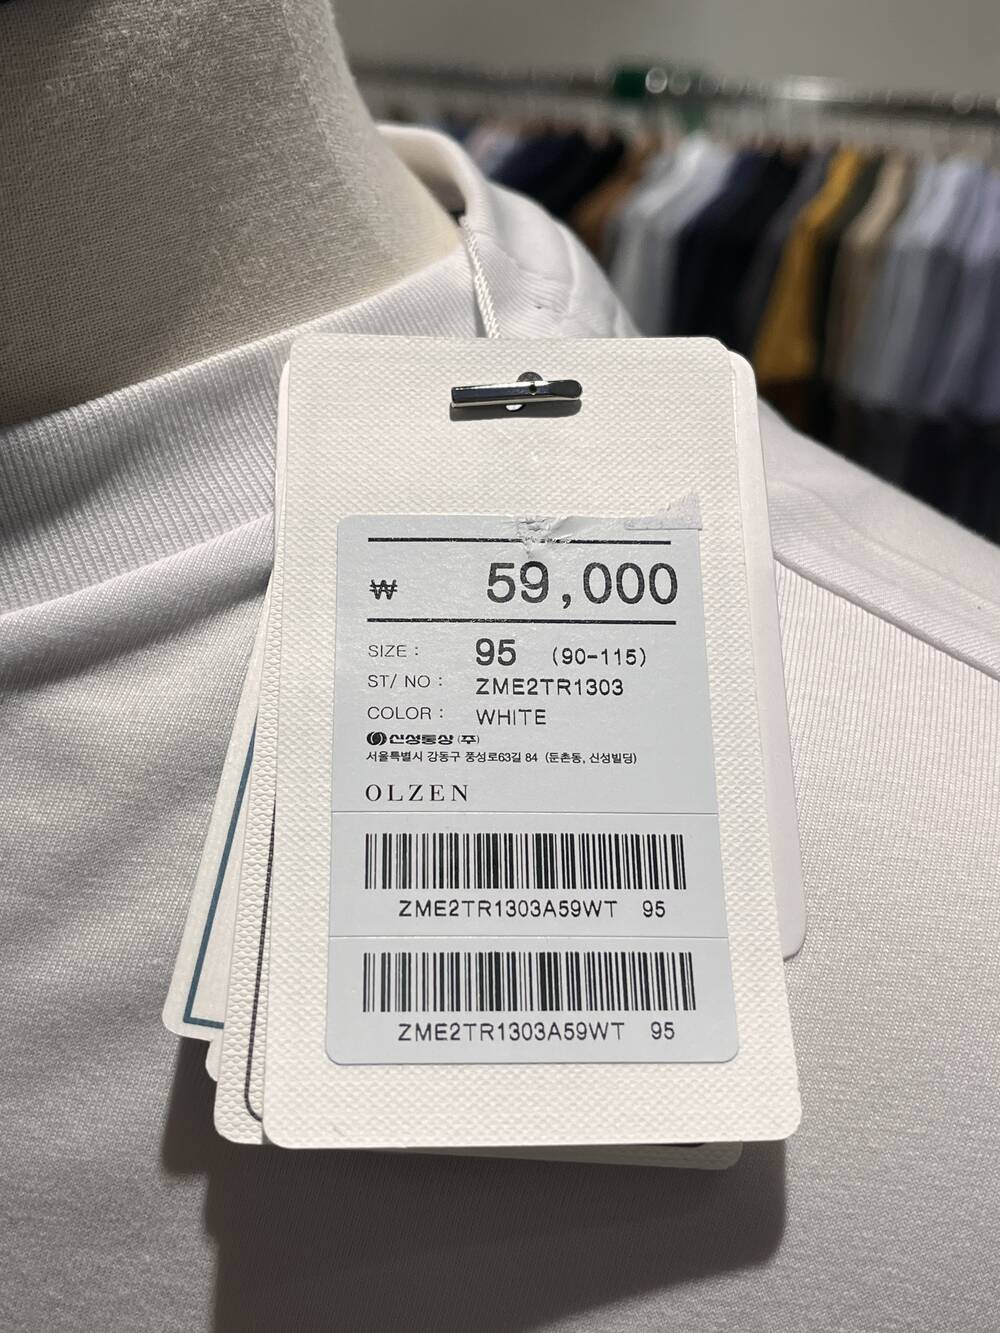 ₩ 59,000
SIZE : 95 (90-115)
ST/ NO : ZME2TR1303
COLOR : WHITE
신성통상 (주)
서울특별시 강동구 풍성로63길 84 (둔촌동, 신성빌딩)
OLZEN
ZME2TR1303A59WT 95
ZME2TR1303A59WT 95